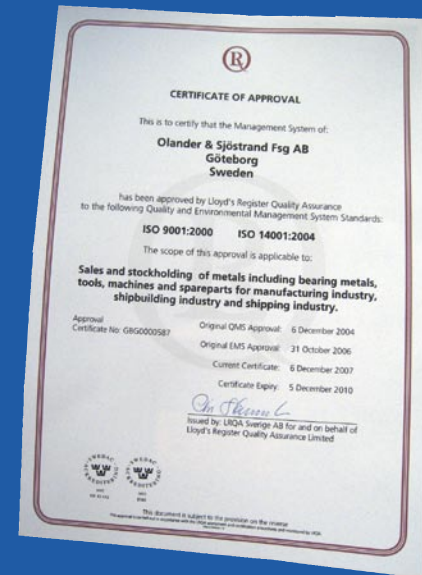 R
CERTIFICATE OF APPROVAL
This is to certify that the Management System of:
Olander & Sjöstrand Fsg AB
Göteborg
Sweden
has been approved by Lloyd's Register Quality Assurance
to the following Quality and Environmental Management System Standards:
ISO 9001:2000 ISO 14001:2004
The scope of this approval is applicable to:
Sales and stockholding of metals including bearing metals,
tools, machines and spareparts for manufacturing industry,
shipbuilding industry and shipping industry.
Approval
Certificate No: GBG0000587
Original QMS Approval: 6 December 2004
Original EMS Approval: 31 October 2006
Current Certificate: 6 December 2007
Certificate Expiry: 5 December 2010
Issued by: LRQA Sverige AB for and on behalf of
Lloyd's Register Quality Assurance Limited
SWEDAC
SWEDAC
This document is subject to the provision on the reverse